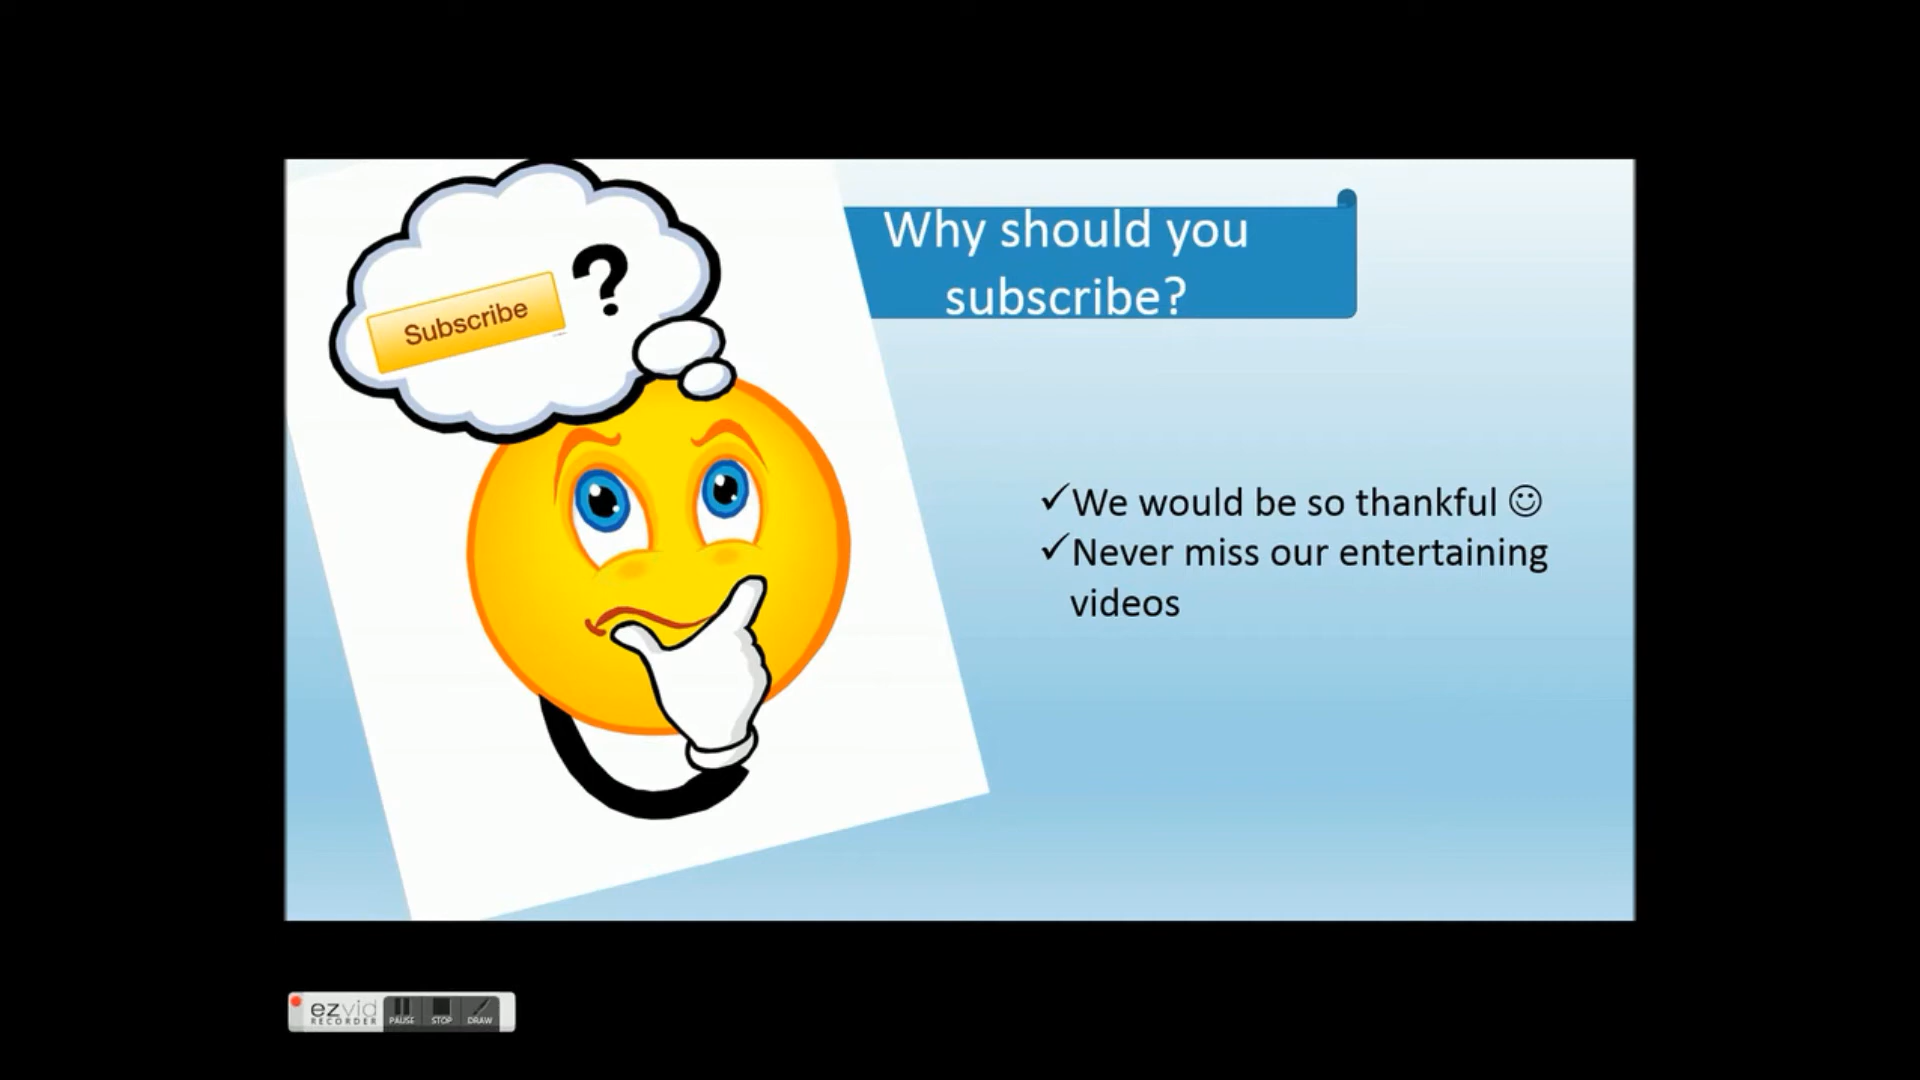 Why should you
subscribe?
Subscribe ?
✓We would be so thankful ☺
✓Never miss our entertaining
videos
ezvid
RECORDER
PAUSE STOP DRAW